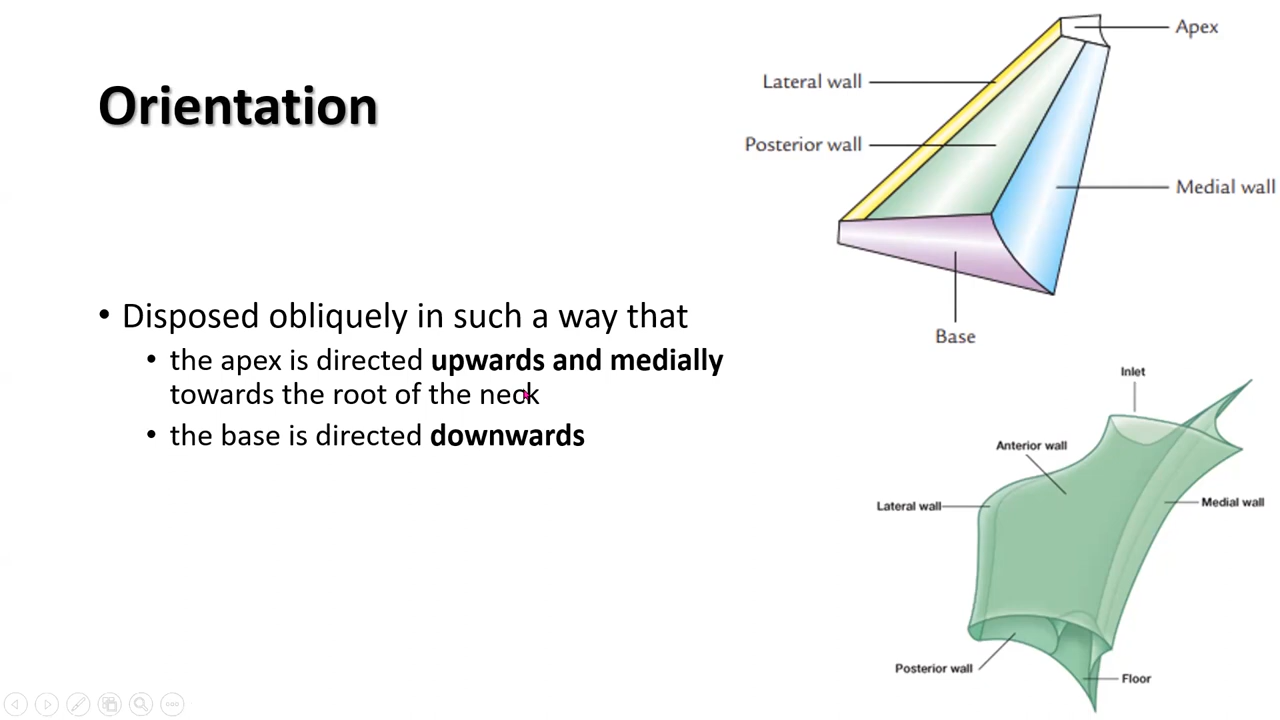 Orientation
• Disposed obliquely in such a way that
• the apex is directed upwards and medially
towards the root of the neck
• the base is directed downwards
Apex
Lateral wall
Posterior wall
Medial wall
Base
Inlet
Anterior wall
Lateral wall
Medial wall
Posterior wall
Floor